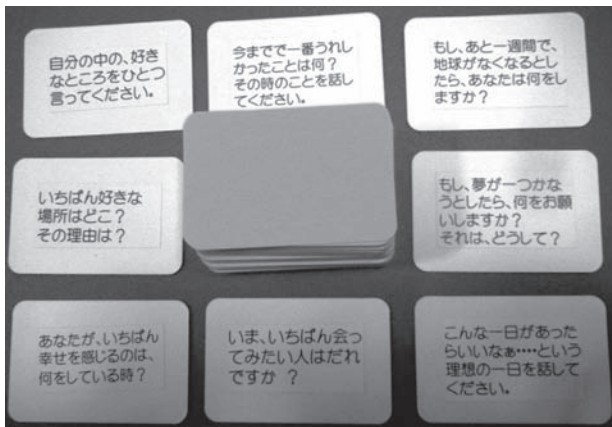 自分の中の、好き
なところをひとつ
言ってください。
今までで一番うれし
かったことは何？
その時のことを話し
てください。
もし、あと一週間で、
地球がなくなるとし
たら、あなたは何をし
ますか？
いちばん好きな
場所はどこ？
その理由は？
もし、夢が一つかな
うとしたら、何をお願
いしますか？
それは、どうして？
あなたが、いちばん
幸せを感じるのは、
何をしている時？
いま、いちばん会っ
てみたい人はだれ
ですか ？
こんな一日があった
らいいなぁ‥‥という
理想の一日を話して
ください。